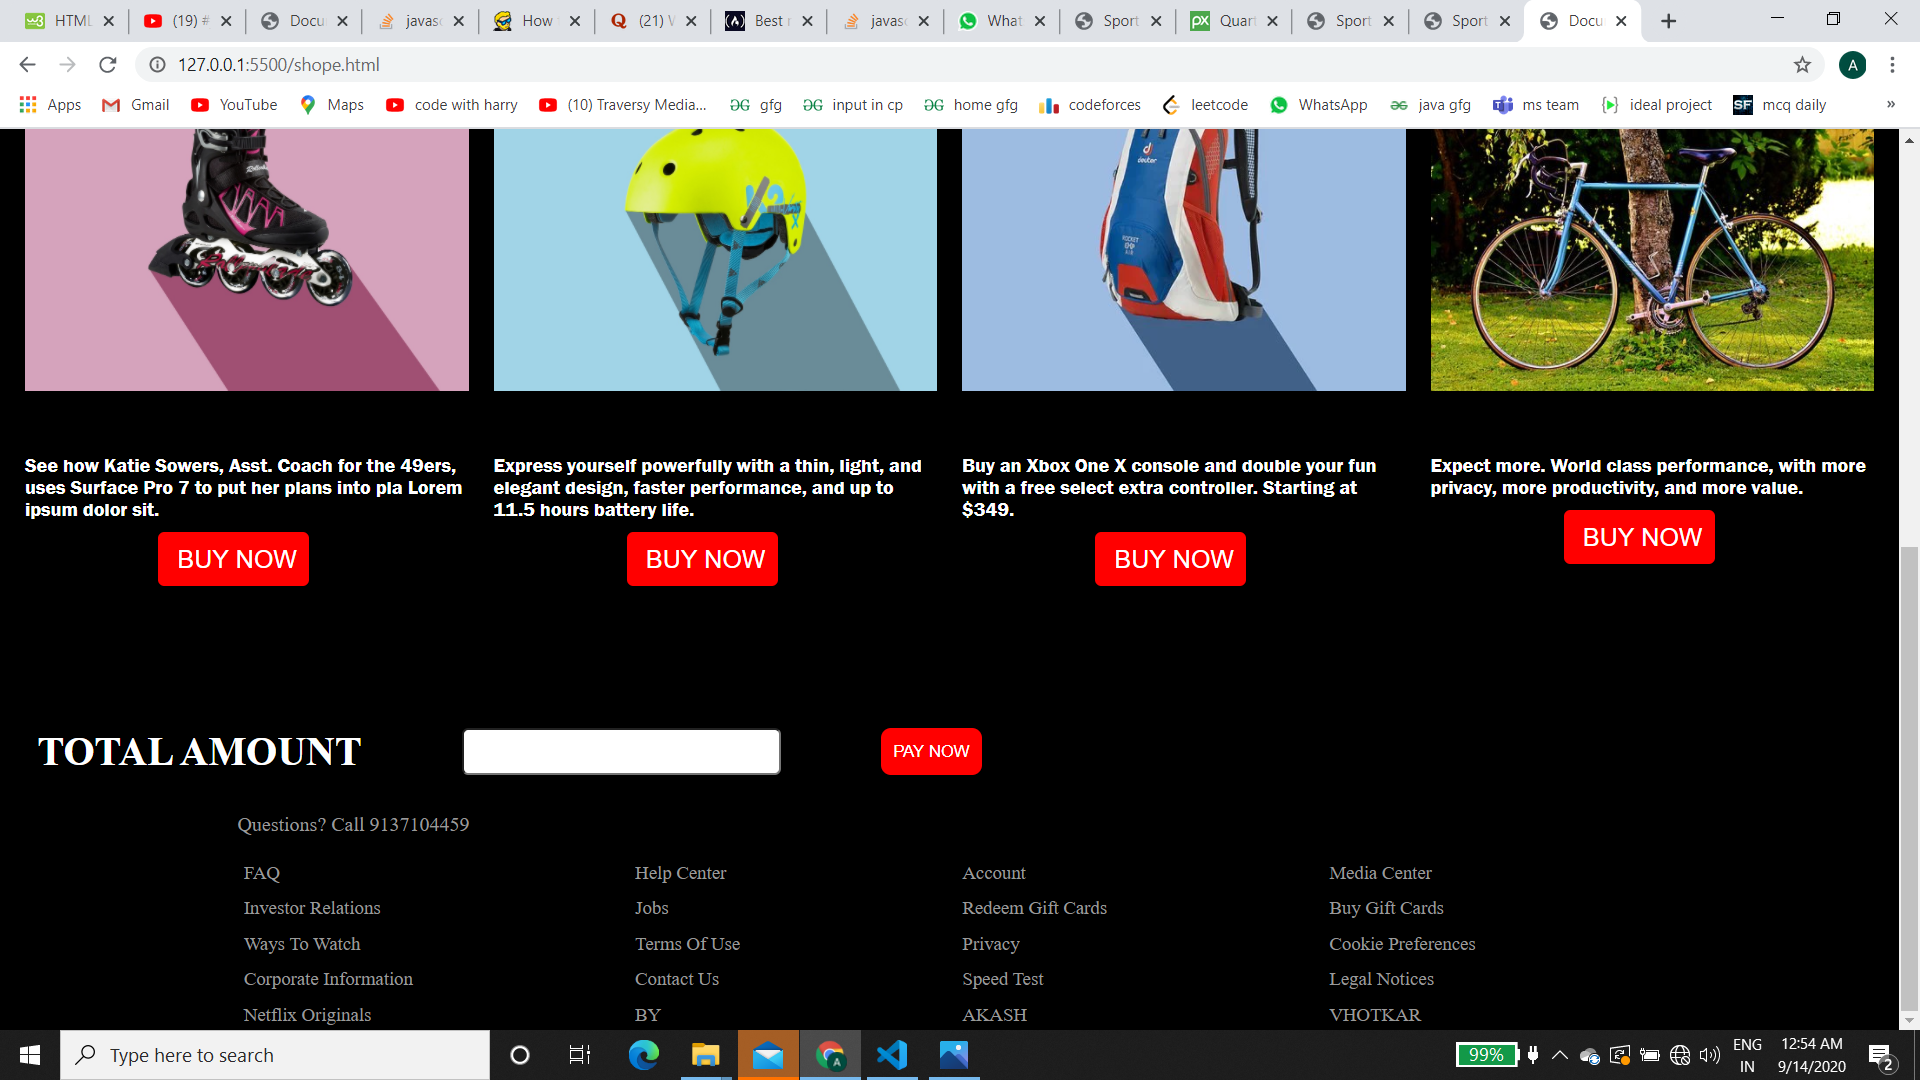 HTML (19) # Docu javasc How (21) W Best r javasc What Sport Quar Sport Sport Docu
127.0.0.1:5500/shope.html A
Apps Gmail YouTube Maps code with harry (10) Traversy Media... gfg input in cp home gfg codeforces leetcode WhatsApp java gfg ms team ideal project SF mcq daily »
deuter
See how Katie Sowers, Asst. Coach for the 49ers,
uses Surface Pro 7 to put her plans into pla Lorem
ipsum dolor sit.
BUY NOW
Express yourself powerfully with a thin, light, and
elegant design, faster performance, and up to
11.5 hours battery life.
BUY NOW
Buy an Xbox One X console and double your fun
with a free select extra controller. Starting at
$349.
BUY NOW
Expect more. World class performance, with more
privacy, more productivity, and more value.
BUY NOW
TOTAL AMOUNT PAY NOW
Questions? Call 9137104459
FAQ Help Center Account Media Center
Investor Relations Jobs Redeem Gift Cards Buy Gift Cards
Ways To Watch Terms Of Use Privacy Cookie Preferences
Corporate Information Contact Us Speed Test Legal Notices
Netflix Originals BY AKASH VHOTKAR
Type here to search
99%
ENG
IN
12:54 AM
9/14/2020
2